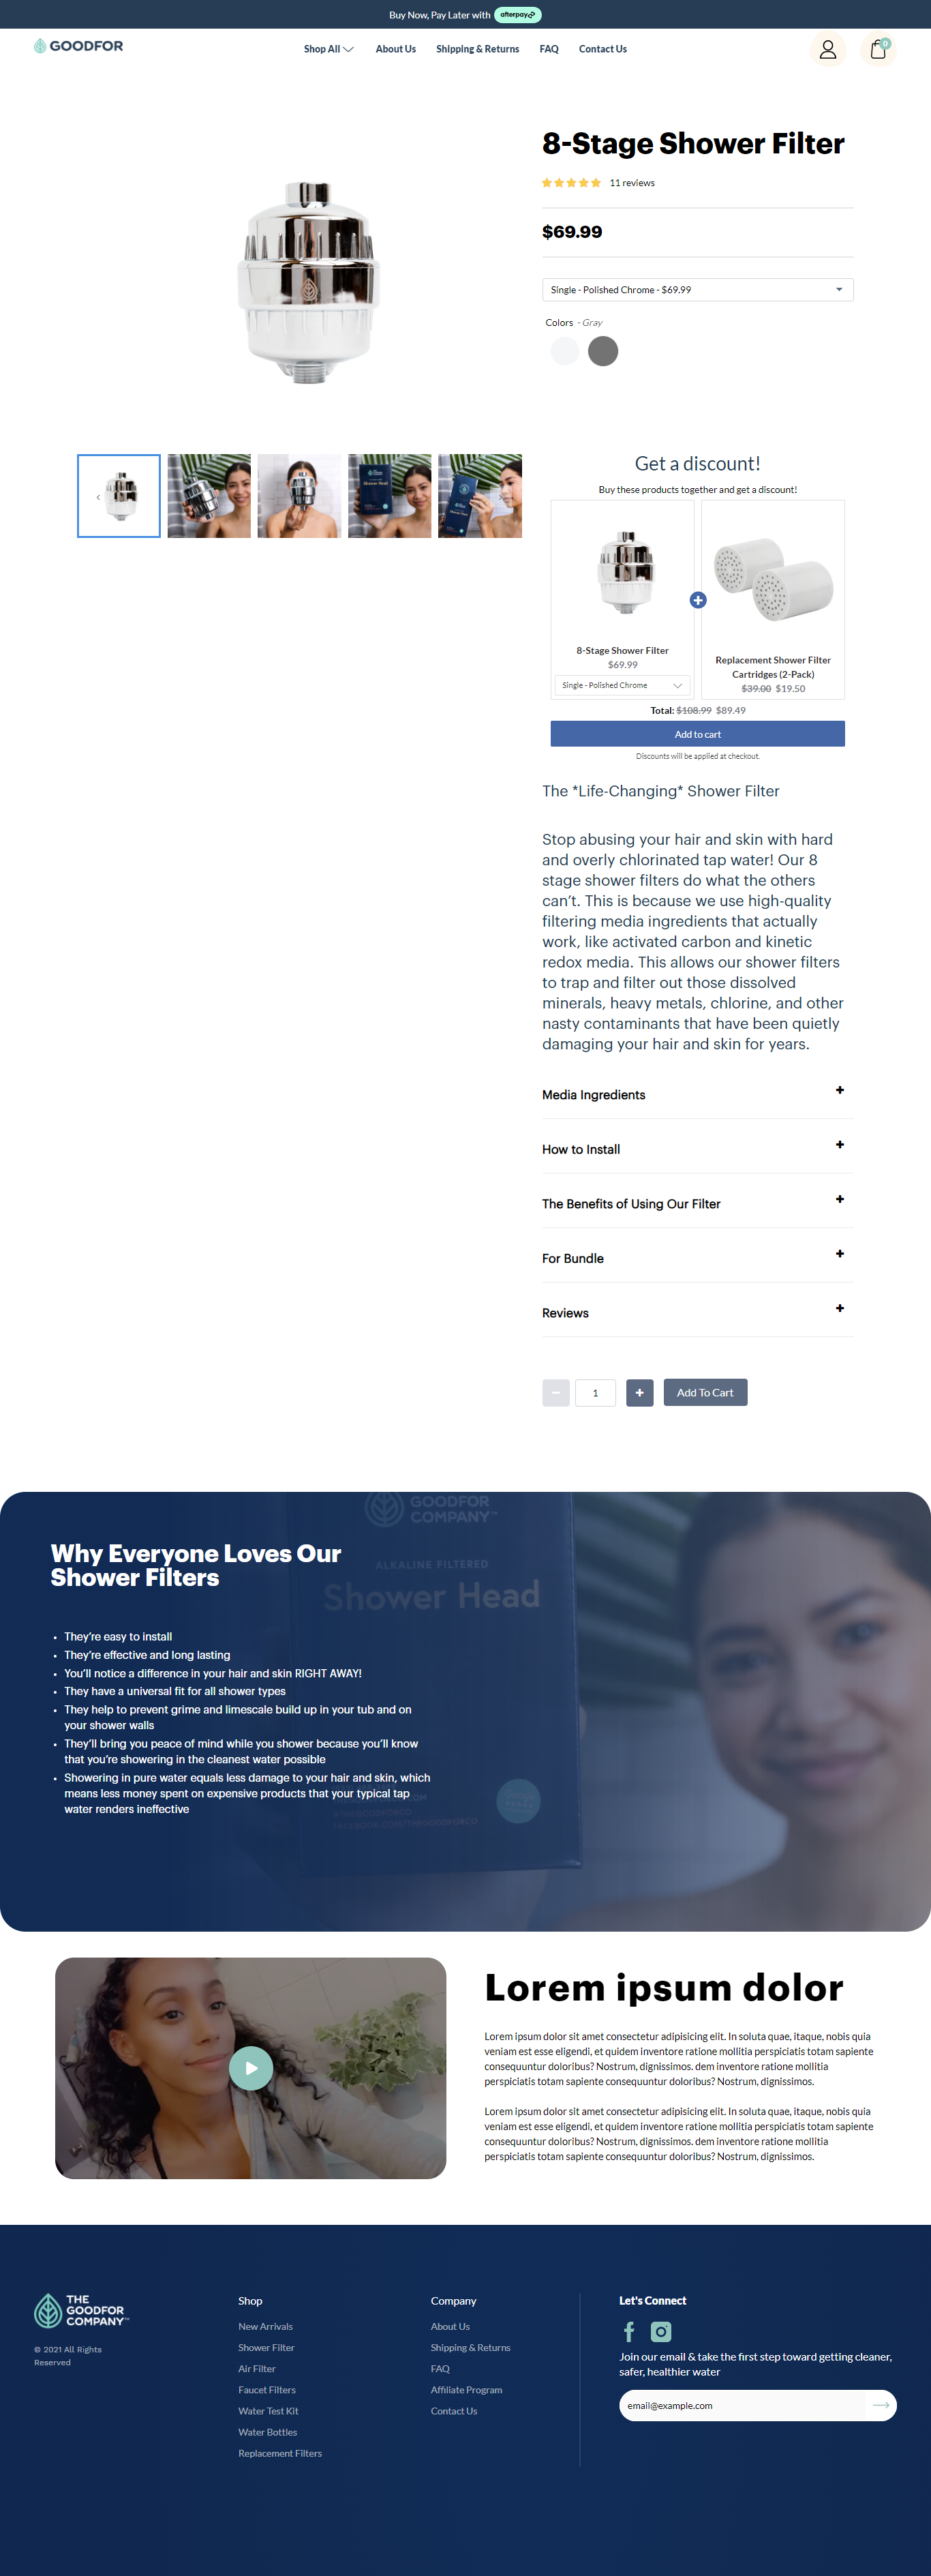 Buy Now, Pay Later with afterpay
GOODFOR
Shop All
About Us
Shipping & Returns
FAQ
Contact Us
0
8-Stage Shower Filter
11 reviews
$69.99
Single - Polished Chrome - $69.99
Colors - Gray
Get a discount!
Buy these products together and get a discount!
8-Stage Shower Filter
$69.99
Single - Polished Chrome
Replacement Shower Filter
Cartridges (2-Pack)
$39.00 $19.50
Total: $108.99 $89.49
Add to cart
Discounts will be applied at checkout.
The *Life-Changing* Shower Filter
Stop abusing your hair and skin with hard
and overly chlorinated tap water! Our 8
stage shower filters do what the others
can’t. This is because we use high-quality
filtering media ingredients that actually
work, like activated carbon and kinetic
redox media. This allows our shower filters
to trap and filter out those dissolved
minerals, heavy metals, chlorine, and other
nasty contaminants that have been quietly
damaging your hair and skin for years.
Media Ingredients
How to Install
The Benefits of Using Our Filter
For Bundle
Reviews
1
Add To Cart
GOODFOR
COMPANY™
ALKALINE FILTERED
Shower Head
Why Everyone Loves Our
Shower Filters
They’re easy to install
They’re effective and long lasting
You’ll notice a difference in your hair and skin RIGHT AWAY!
They have a universal fit for all shower types
They help to prevent grime and limescale build up in your tub and on
your shower walls
They’ll bring you peace of mind while you shower because you’ll know
that you’re showering in the cleanest water possible
Showering in pure water equals less damage to your hair and skin, which
means less money spent on expensive products that your typical tap
water renders ineffective
Lorem ipsum dolor
Lorem ipsum dolor sit amet consectetur adipisicing elit. In soluta quae, itaque, nobis quia
veniam est esse eligendi, et quidem inventore ratione mollitia perspiciatis totam sapiente
consequuntur doloribus? Nostrum, dignissimos. dem inventore ratione mollitia
perspiciatis totam sapiente consequuntur doloribus? Nostrum, dignissimos.
Lorem ipsum dolor sit amet consectetur adipisicing elit. In soluta quae, itaque, nobis quia
veniam est esse eligendi, et quidem inventore ratione mollitia perspiciatis totam sapiente
consequuntur doloribus? Nostrum, dignissimos. dem inventore ratione mollitia
perspiciatis totam sapiente consequuntur doloribus? Nostrum, dignissimos.
THE
GOODFOR
COMPANY™
© 2021 All Rights
Reserved
Shop
New Arrivals
Shower Filter
Air Filter
Faucet Filters
Water Test Kit
Water Bottles
Replacement Filters
Company
About Us
Shipping & Returns
FAQ
Affiliate Program
Contact Us
Let's Connect
Join our email & take the first step toward getting cleaner,
safer, healthier water
email@example.com